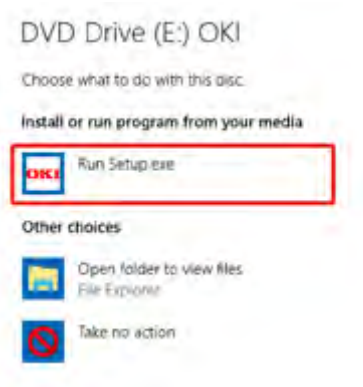 DVD Drive (E:) OKI
Choose what to do with this disc.
Install or run program from your media
OKI
Run Setup.exe
Other choices
Open folder to view files
File Explorer
Take no action